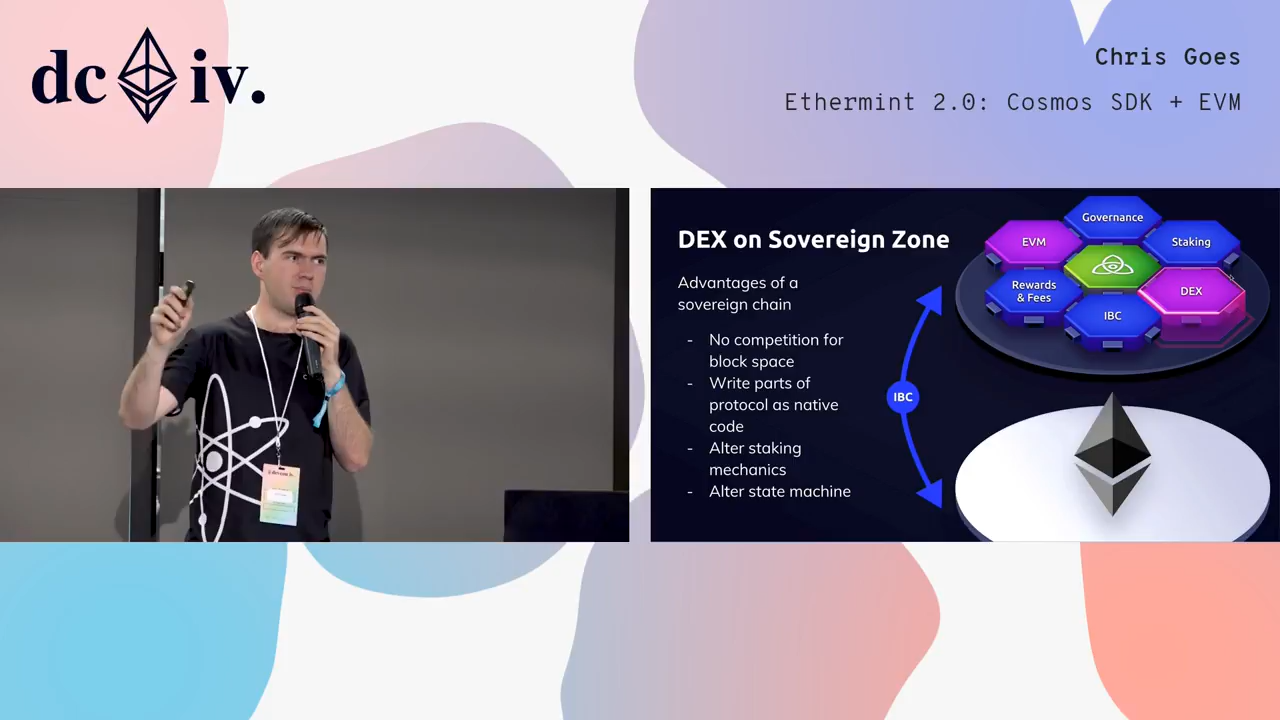 dc iv.
Chris Goes
Ethermint 2.0: Cosmos SDK + EVM
DEX on Sovereign Zone
Advantages of a
sovereign chain
- No competition for
block space
- Write parts of
protocol as native
code
- Alter staking
mechanics
- Alter state machine
IBC
Governance
EVM
Staking
Rewards
& Fees
DEX
IBC